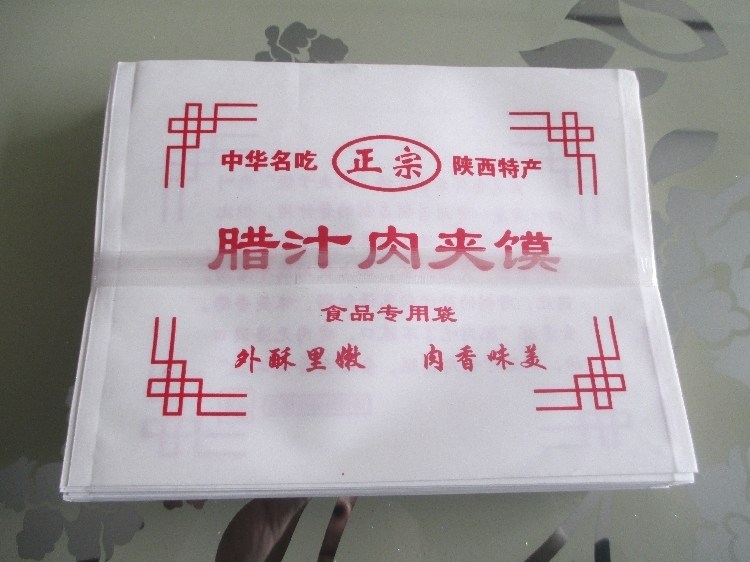 中华名吃 正宗 陕西特产
腊汁肉夹馍
食品专用袋
外酥里嫩 肉香味美